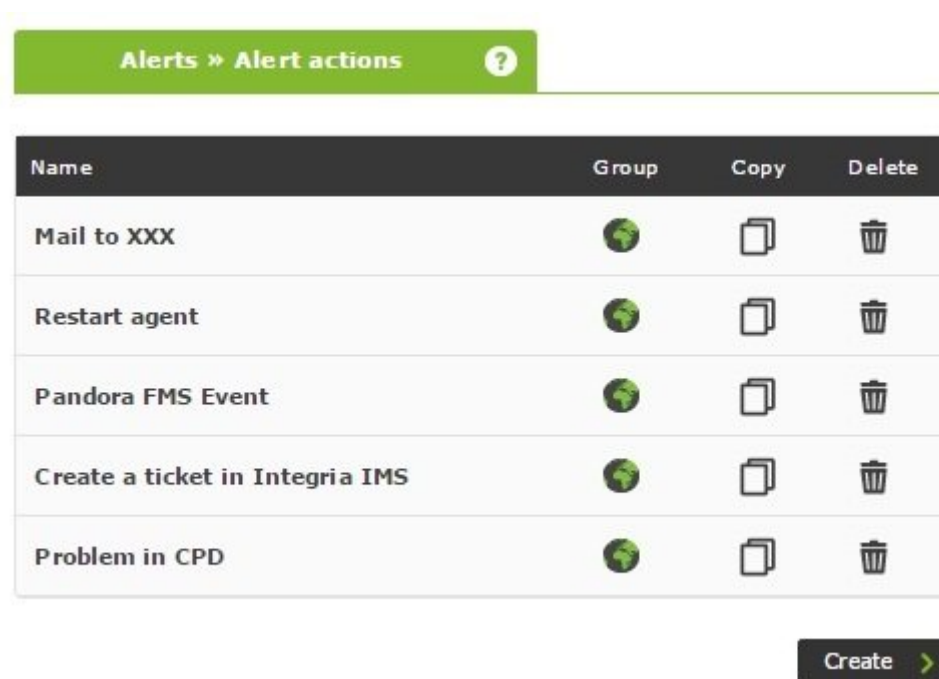 Alerts » Alert actions ?
Name Group Copy Delete
Mail to XXX
Restart agent
Pandora FMS Event
Create a ticket in Integria IMS
Problem in CPD
Create >